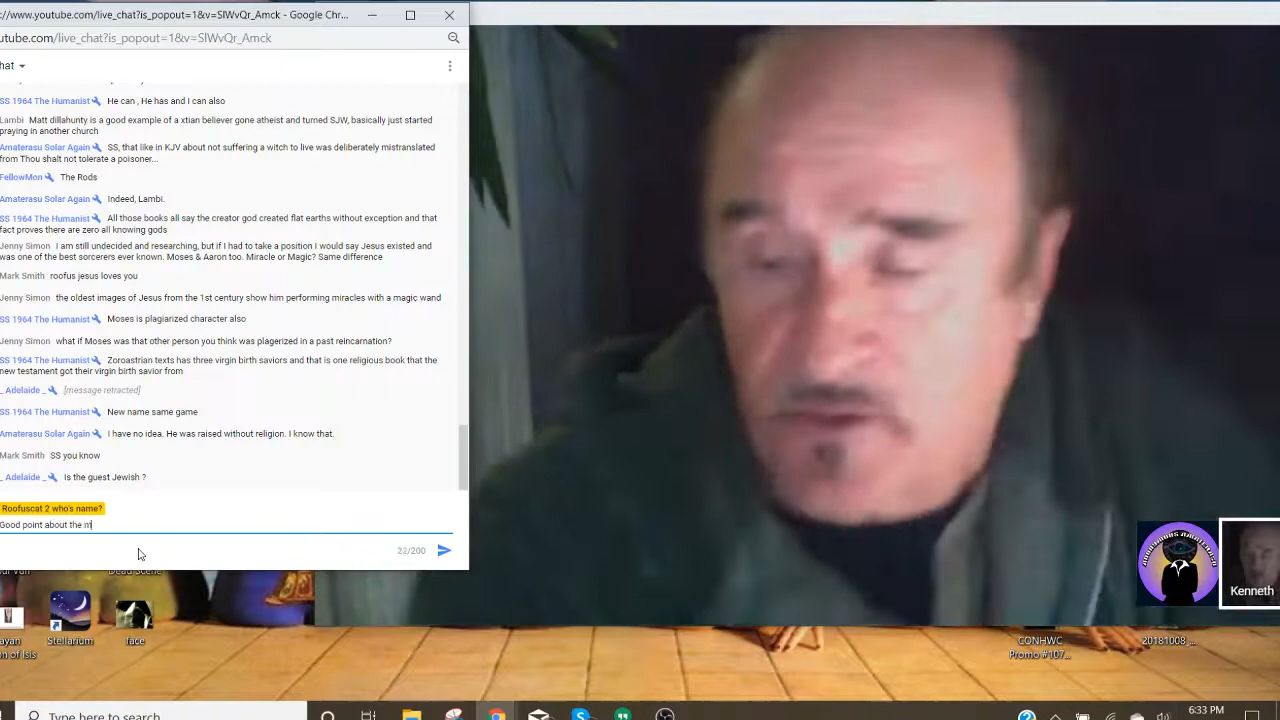 ://www.youtube.com/live_chat?is_popout=1&v=SlWvQr_Amck - Google Chr...
utube.com/live_chat?is_popout=1&v=SlWvQr_Amck
hat
SS 1964 The Humanist He can , He has and I can also
Lambi Matt dillahunty is a good example of a xtian believer gone atheist and turned SJW, basically just started
praying in another church
Amaterasu Solar Again SS, that like in KJV about not suffering a witch to live was deliberately mistranslated
from Thou shalt not tolerate a poisoner...
FellowMon The Rods
Amaterasu Solar Again Indeed, Lambi.
SS 1964 The Humanist All those books all say the creator god created flat earths without exception and that
fact proves there are zero all knowing gods
Jenny Simon I am still undecided and researching, but if I had to take a position I would say Jesus existed and
was one of the best sorcerers ever known. Moses & Aaron too. Miracle or Magic? Same difference
Mark Smith roofus jesus loves you
Jenny Simon the oldest images of Jesus from the 1st century show him performing miracles with a magic wand
SS 1964 The Humanist Moses is plagiarized character also
Jenny Simon what if Moses was that other person you think was plagerized in a past reincarnation?
SS 1964 The Humanist Zoroastrian texts has three virgin birth saviors and that is one religious book that the
new testament got their virgin birth savior from
_ Adelaide _ [message retracted]
SS 1964 The Humanist New name same game
Amaterasu Solar Again I have no idea. He was raised without religion. I know that.
Mark Smith SS you know
_ Adelaide _ Is the guest Jewish ?
Roofuscat 2 who's name?
Good point about the m
22/200
Kenneth
Dead Scene
ayan
on of Isis
Stellarium
face
CONHWC
Promo #107...
20181008_...
Type here to search
6:33 PM